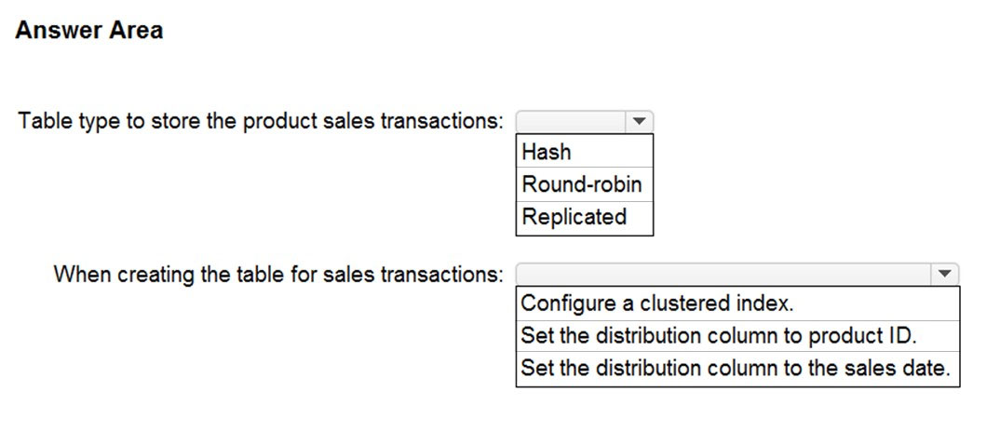 Answer Area
Table type to store the product sales transactions:
Hash
Round-robin
Replicated
When creating the table for sales transactions:
Configure a clustered index.
Set the distribution column to product ID.
Set the distribution column to the sales date.